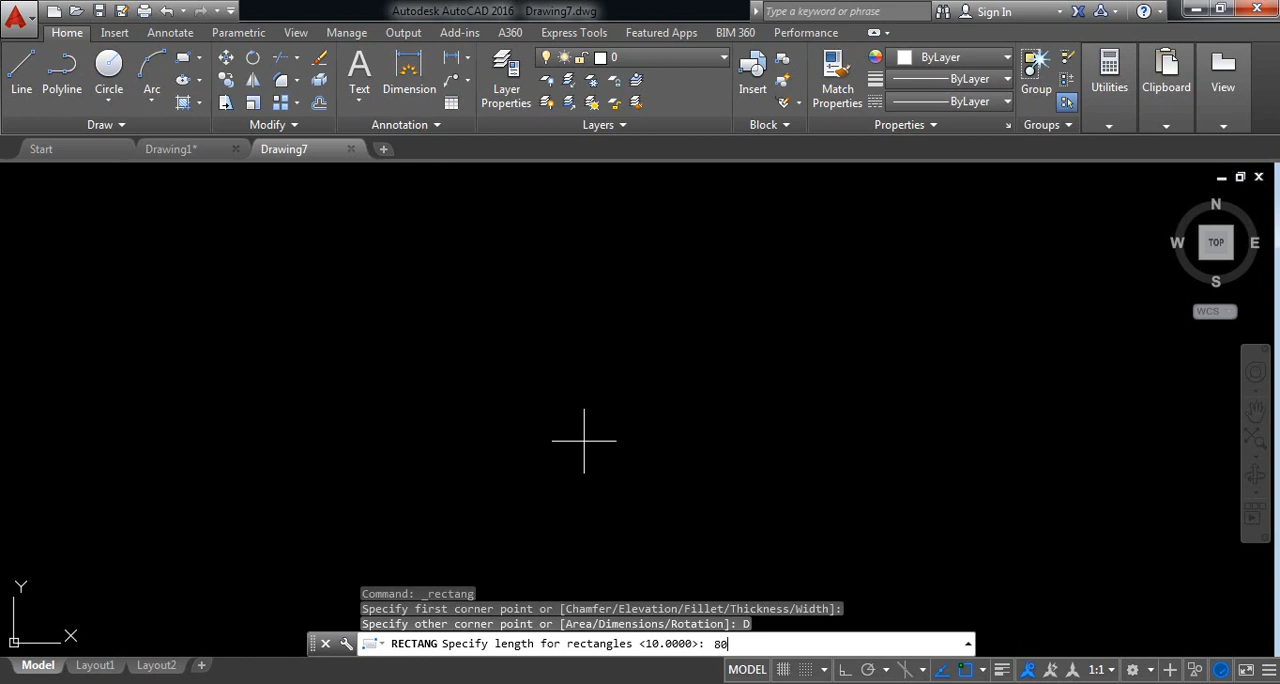 Autodesk AutoCAD 2016 Drawing7.dwg
Type a keyword or phrase
Sign In
Home Insert Annotate Parametric View Manage Output Add-ins A360 Express Tools Featured Apps BIM 360 Performance
0
ByLayer
ByLayer
ByLayer
Line Polyline Circle Arc Text Dimension Layer Properties Insert Match Properties Group Utilities Clipboard View
Draw Modify Annotation Layers Block Properties Groups
Start Drawing1* Drawing7
N
W TOP E
S
WCS
Y
X
Command: _rectang
Specify first corner point or [Chamfer/Elevation/Fillet/Thickness/Width]:
Specify other corner point or [Area/Dimensions/Rotation]: D
RECTANG Specify length for rectangles <10.0000>: 80
Model Layout1 Layout2
MODEL 1:1